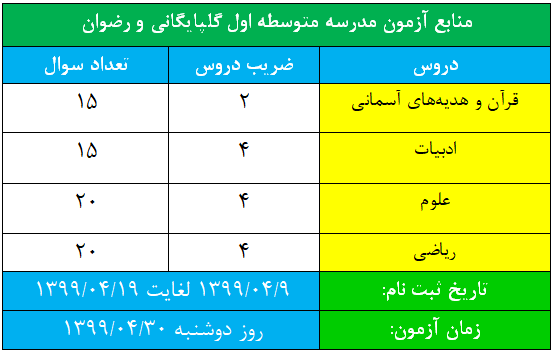 منابع آزمون مدرسه متوسطه اول گلپایگانی و رضوان
دروس ضریب دروس تعداد سوال
قرآن و هدیه‌های آسمانی ۲ ۱۵
ادبیات ۴ ۱۵
علوم ۴ ۲۰
ریاضی ۴ ۲۰
تاریخ ثبت نام: ۱۳۹۹/۰۴/۹ لغایت ۱۳۹۹/۰۴/۱۹
زمان آزمون: روز دوشنبه ۱۳۹۹/۰۴/۳۰